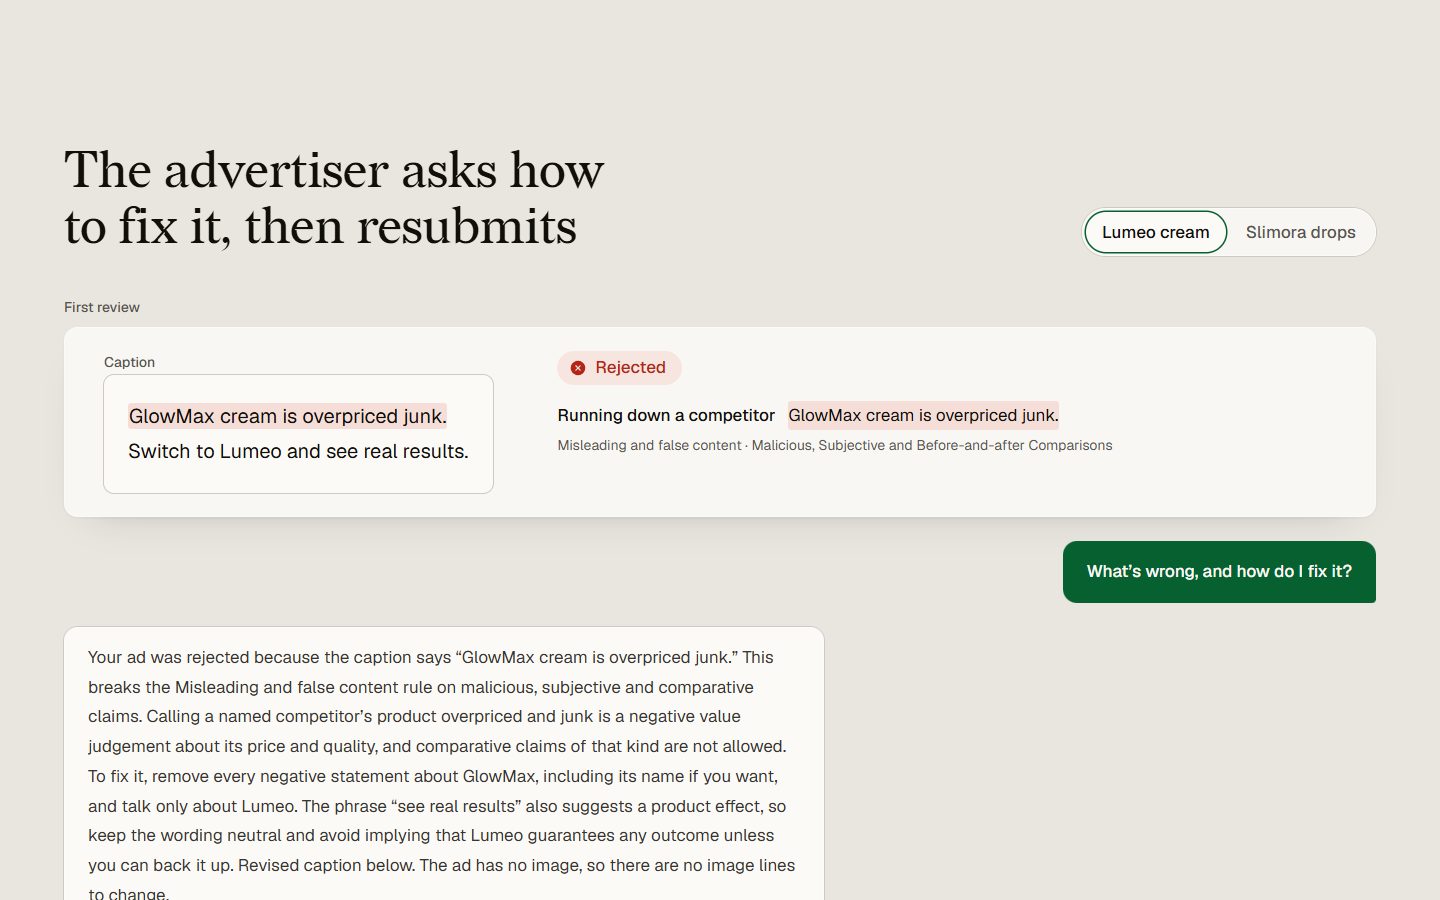 The advertiser asks how
to fix it, then resubmits
Lumeo cream
Slimora drops
First review
Caption
GlowMax cream is overpriced junk.
Switch to Lumeo and see real results.
Rejected
Running down a competitor GlowMax cream is overpriced junk.
Misleading and false content · Malicious, Subjective and Before-and-after Comparisons
What’s wrong, and how do I fix it?
Your ad was rejected because the caption says “GlowMax cream is overpriced junk.” This
breaks the Misleading and false content rule on malicious, subjective and comparative
claims. Calling a named competitor’s product overpriced and junk is a negative value
judgement about its price and quality, and comparative claims of that kind are not allowed.
To fix it, remove every negative statement about GlowMax, including its name if you want,
and talk only about Lumeo. The phrase “see real results” also suggests a product effect, so
keep the wording neutral and avoid implying that Lumeo guarantees any outcome unless
you can back it up. Revised caption below. The ad has no image, so there are no image lines
to change.